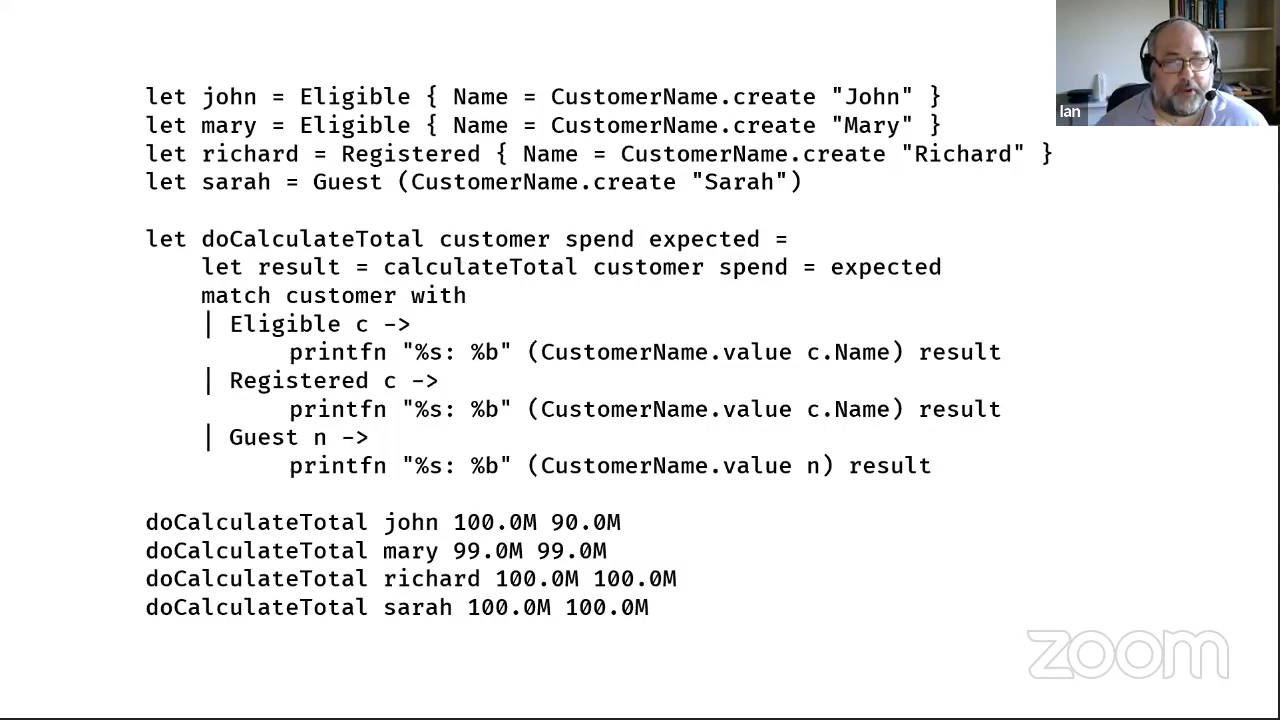 let john = Eligible { Name = CustomerName.create "John" }
let mary = Eligible { Name = CustomerName.create "Mary" }
let richard = Registered { Name = CustomerName.create "Richard" }
let sarah = Guest (CustomerName.create "Sarah")
let doCalculateTotal customer spend expected =
    let result = calculateTotal customer spend = expected
    match customer with
    | Eligible c ->
          printfn "%s: %b" (CustomerName.value c.Name) result
    | Registered c ->
          printfn "%s: %b" (CustomerName.value c.Name) result
    | Guest n ->
          printfn "%s: %b" (CustomerName.value n) result
doCalculateTotal john 100.0M 90.0M
doCalculateTotal mary 99.0M 99.0M
doCalculateTotal richard 100.0M 100.0M
doCalculateTotal sarah 100.0M 100.0M
Ian
zoom